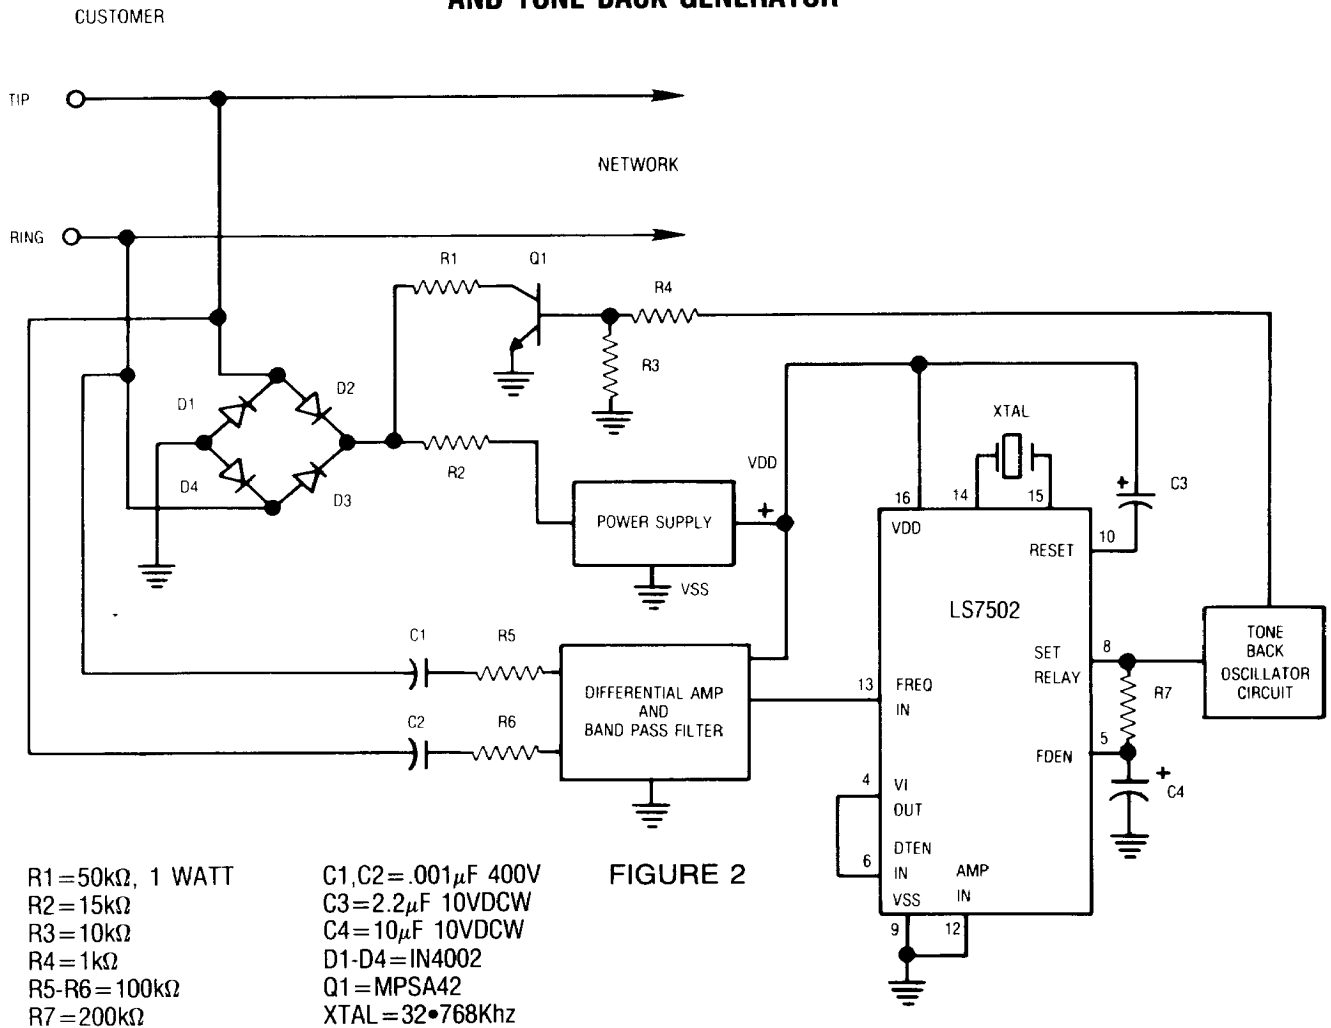 AND TONE BACK GENERATOR
CUSTOMER
TIP
NETWORK
RING
R1
Q1
R4
R3
D1
D2
XTAL
R2
VDD
D4
D3
C3
+
16
14
15
POWER SUPPLY
+
VDD
10
RESET
VSS
LS7502
C1
R5
TONE
BACK
OSCILLATOR
CIRCUIT
SET
RELAY
8
13
FREQ
IN
R7
DIFFERENTIAL AMP
AND
BAND PASS FILTER
C2
R6
5
FDEN
+
C4
4
VI
OUT
DTEN
IN
6
AMP
IN
VSS
9
12
FIGURE 2
R1=50kΩ, 1 WATT
R2=15kΩ
R3=10kΩ
R4=1kΩ
R5-R6=100kΩ
R7=200kΩ
C1,C2=.001µF 400V
C3=2.2µF 10VDCW
C4=10µF 10VDCW
D1-D4=IN4002
Q1=MPSA42
XTAL=32•768Khz